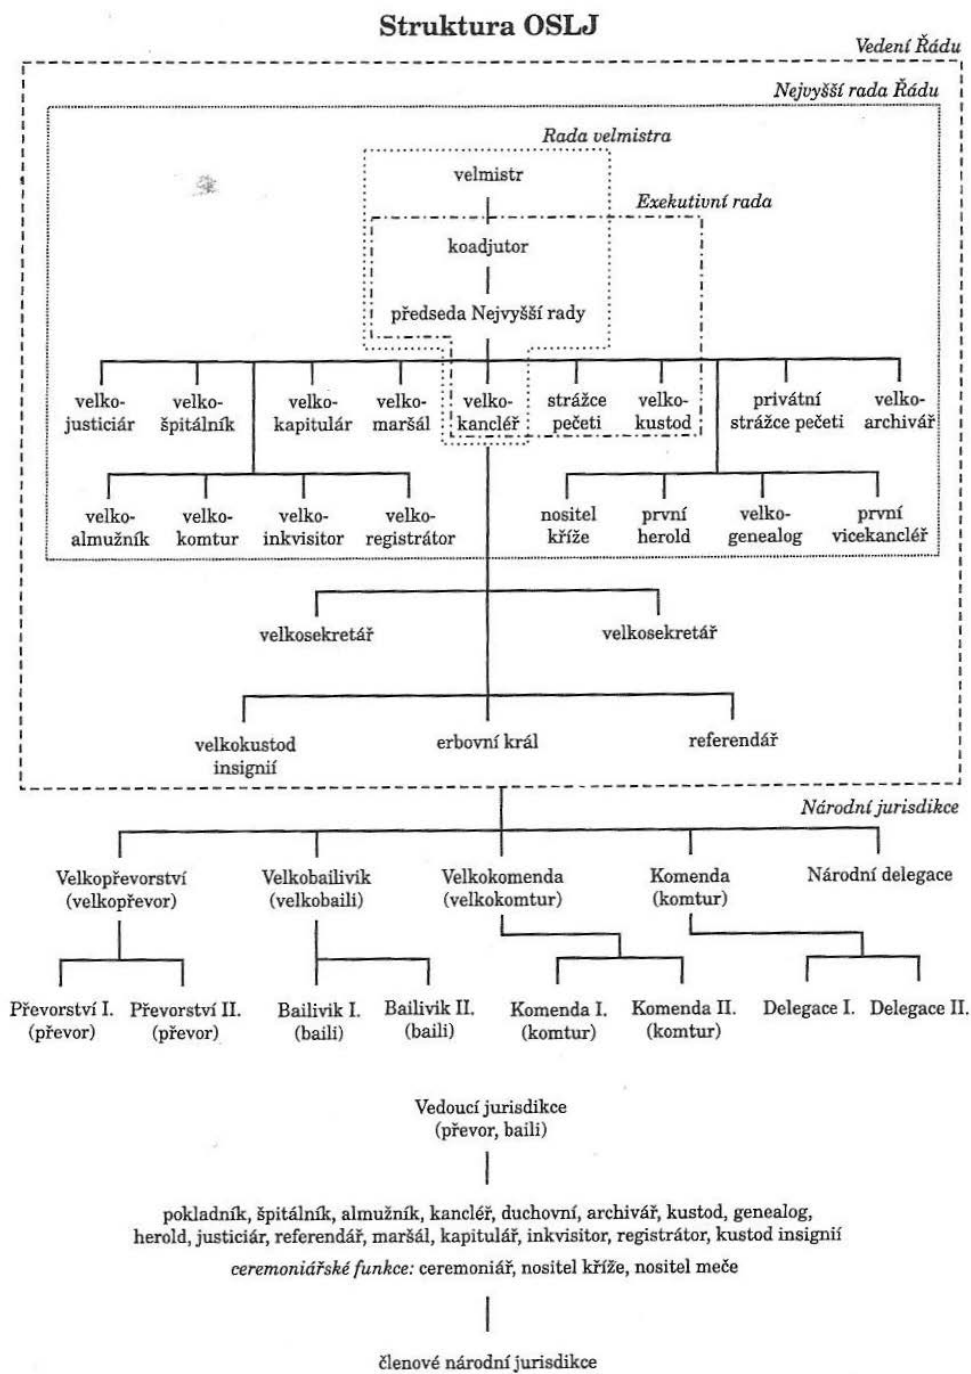 Struktura OSLJ
Vedení Řádu
Nejvyšší rada Řádu
Rada velmistra
velmistr
Exekutivní rada
koadjutor
předseda Nejvyšší rady
velko-
justiciár
velko-
špitálník
velko-
kapitulár
velko-
maršál
velko-
kancléř
strážce
pečeti
velko-
kustod
privátní
strážce pečeti
velko-
archivář
velko-
almužník
velko-
komtur
velko-
inkvisitor
velko-
registrátor
nositel
kříže
první
herold
velko-
genealog
první
vicekancléř
velkosekretář
velkosekretář
velkokustod
insignií
erbovní král
referendář
Národní jurisdikce
Velkopřevorství
(velkopřevor)
Velkobailivik
(velkobaili)
Velkokomenda
(velkokomtur)
Komenda
(komtur)
Národní delegace
Převorství I.
(převor)
Převorství II.
(převor)
Bailivik I.
(baili)
Bailivik II.
(baili)
Komenda I.
(komtur)
Komenda II.
(komtur)
Delegace I.
Delegace II.
Vedoucí jurisdikce
(převor, baili)
pokladník, špitálník, almužník, kancléř, duchovní, archivář, kustod, genealog,
herold, justiciár, referendář, maršál, kapitulář, inkvisitor, registrátor, kustod insignií
ceremoniářské funkce: ceremoniář, nositel kříže, nositel meče
členové národní jurisdikce